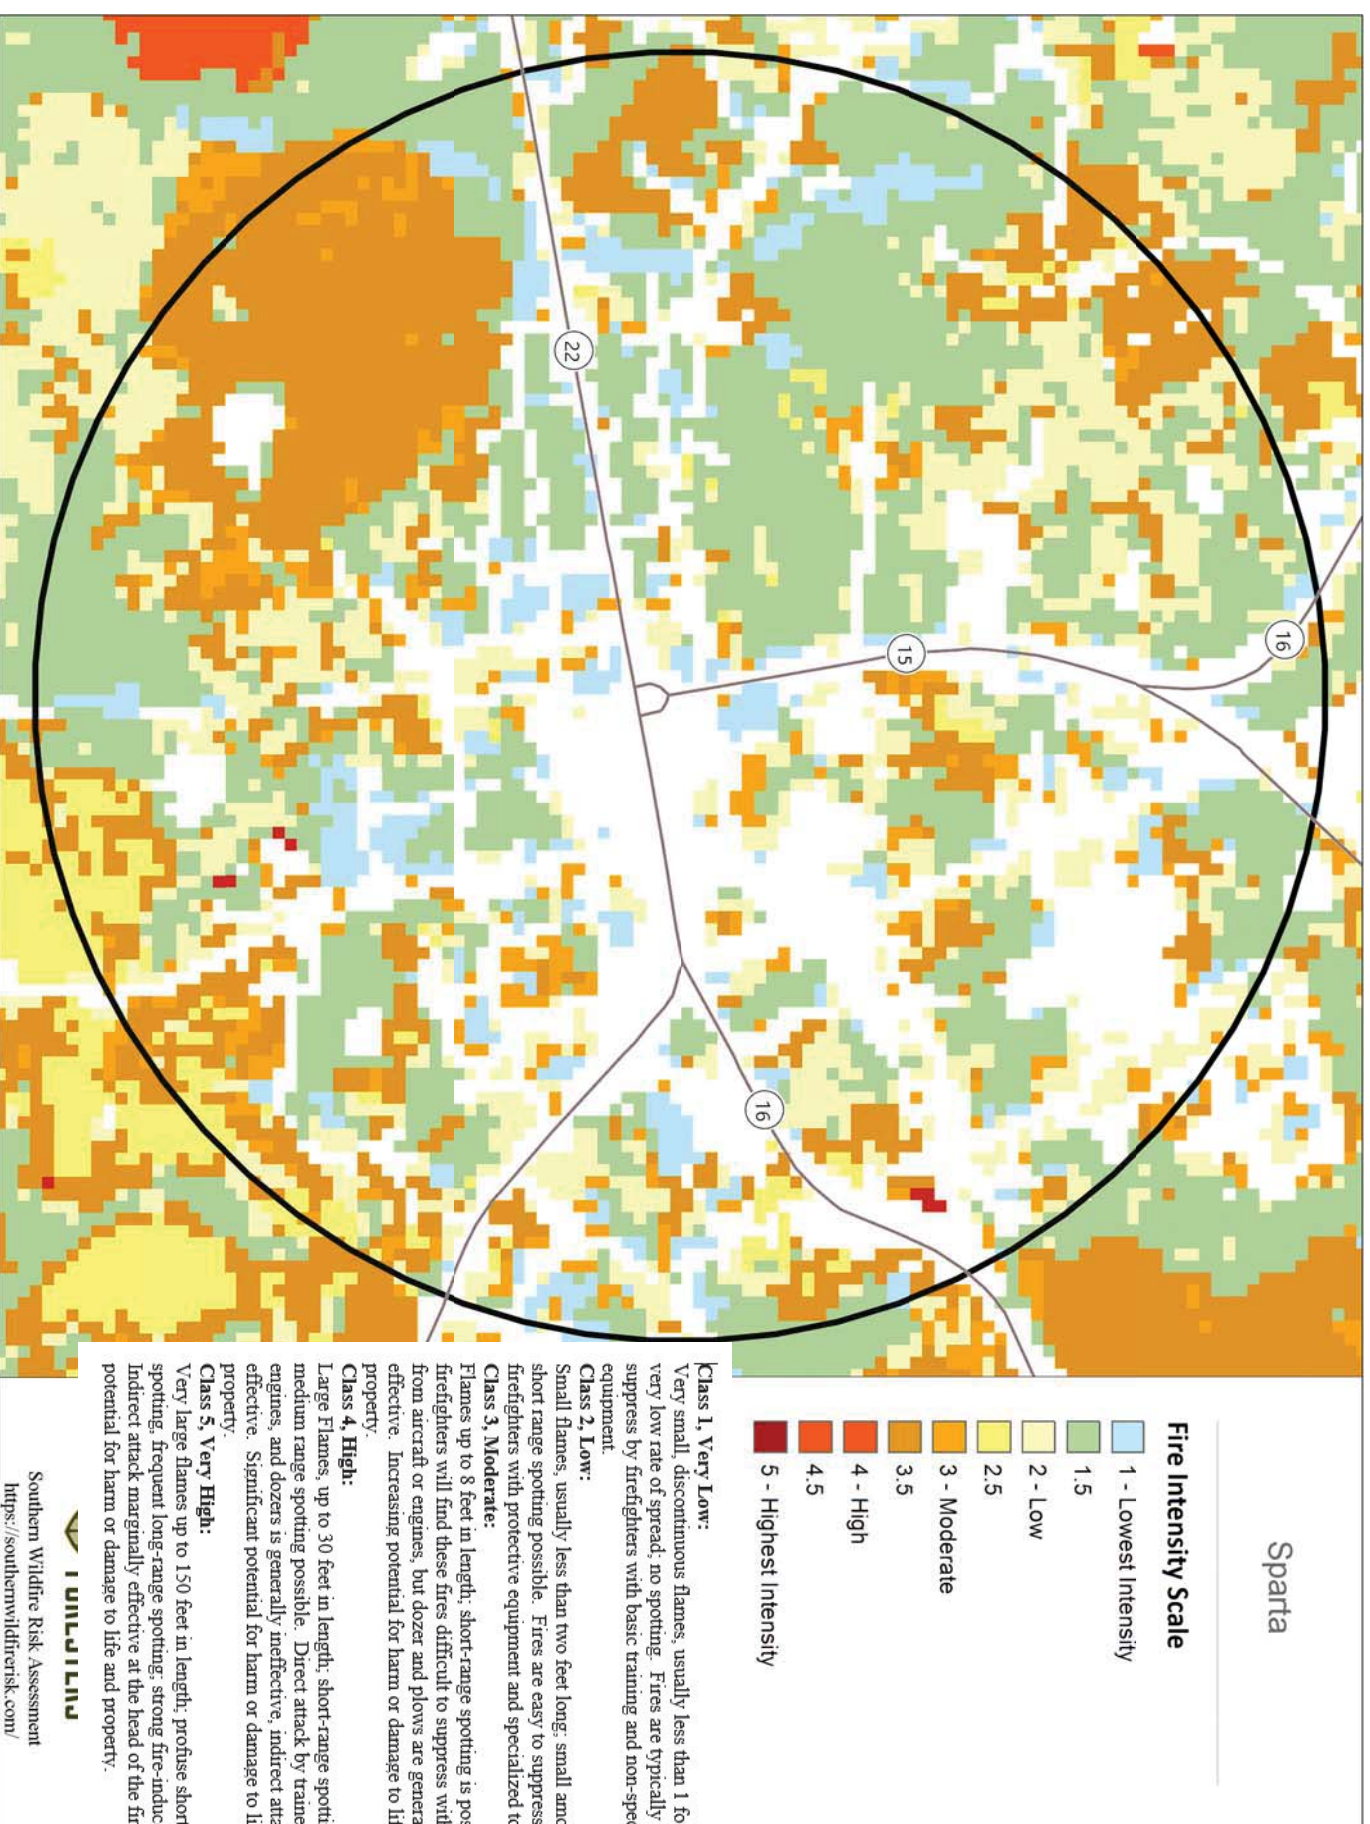 Sparta
Fire Intensity Scale
1 - Lowest Intensity
1.5
2 - Low
2.5
3 - Moderate
3.5
4 - High
4.5
5 - Highest Intensity
16
15
22
16
Class 1, Very Low:
Very small, discontinuous flames, usually less than 1 fo
very low rate of spread; no spotting. Fires are typically
suppress by firefighters with basic training and non-spec
equipment.
Class 2, Low:
Small flames, usually less than two feet long; small amo
short range spotting possible. Fires are easy to suppress
firefighters with protective equipment and specialized to
Class 3, Moderate:
Flames up to 8 feet in length; short-range spotting is pos
firefighters will find these fires difficult to suppress with
from aircraft or engines, but dozer and plows are genera
effective. Increasing potential for harm or damage to lif
property.
Class 4, High:
Large Flames, up to 30 feet in length; short-range spotti
medium range spotting possible. Direct attack by traine
engines, and dozers is generally ineffective, indirect atta
effective. Significant potential for harm or damage to li
property.
Class 5, Very High:
Very large flames up to 150 feet in length; profuse short
spotting, frequent long-range spotting; strong fire-induc
Indirect attack marginally effective at the head of the fir
potential for harm or damage to life and property.
Southern Wildfire Risk Assessment
https://southernwildfirerisk.com/